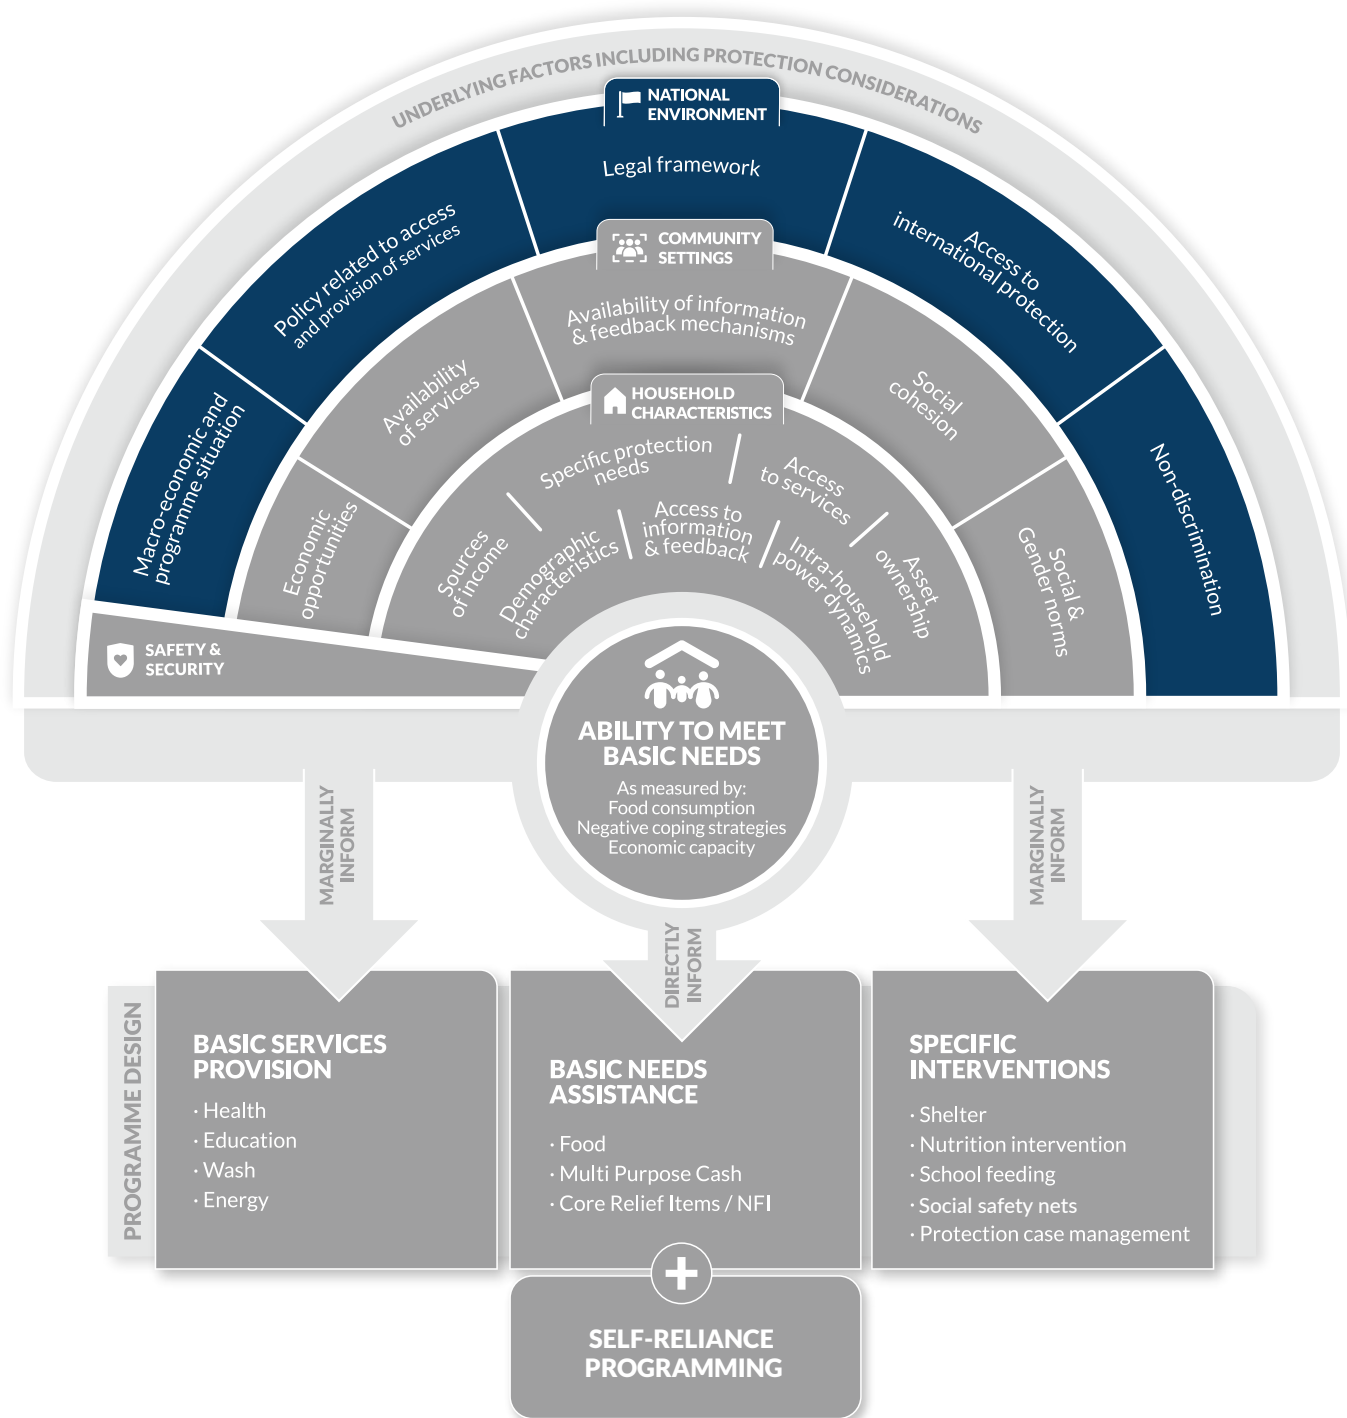 UNDERLYING FACTORS INCLUDING PROTECTION CONSIDERATIONS
NATIONAL
ENVIRONMENT
Macro-economic and
programme situation
Policy related to access
and provision of services
Legal framework
Access to
international protection
Non-discrimination
COMMUNITY
SETTINGS
Economic
opportunities
Availability
of services
Availability of information
& feedback mechanisms
Social
cohesion
Social &
Gender norms
HOUSEHOLD
CHARACTERISTICS
Sources
of income
Demographic
characteristics
Specific protection
needs
Access to
information
& feedback
Access
to services
Intra-household
power dynamics
Asset
ownership
SAFETY &
SECURITY
ABILITY TO MEET
BASIC NEEDS
As measured by:
Food consumption
Negative coping strategies
Economic capacity
MARGINALLY
INFORM
DIRECTLY
INFORM
MARGINALLY
INFORM
PROGRAMME DESIGN
BASIC SERVICES
PROVISION
· Health
· Education
· Wash
· Energy
BASIC NEEDS
ASSISTANCE
· Food
· Multi Purpose Cash
· Core Relief Items / NFI
SPECIFIC
INTERVENTIONS
· Shelter
· Nutrition intervention
· School feeding
· Social safety nets
· Protection case management
+
SELF-RELIANCE
PROGRAMMING